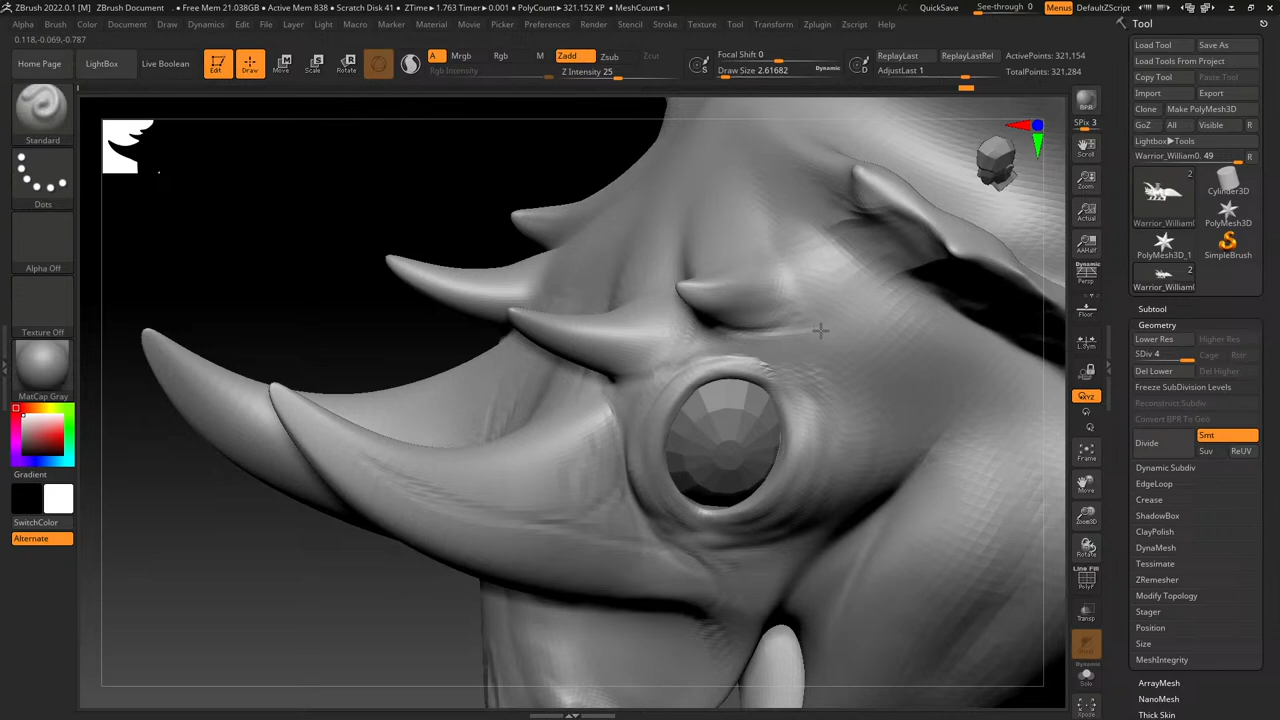 ZBrush 2022.0.1 [M] ZBrush Document . ● Free Mem 21.038GB ● Active Mem 838 ● Scratch Disk 41 ● ZTime►1.763 Timer►0.001 ● PolyCount►321.152 KP ● MeshCount►1 AC QuickSave See-through 0 Menus DefaultZScript
Alpha Brush Color Document Draw Dynamics Edit File Layer Light Macro Marker Material Movie Picker Preferences Render Stencil Stroke Texture Tool Transform Zplugin Zscript Help
0.118,-0.069,-0.787
Home Page LightBox Live Boolean Edit Draw Move Scale Rotate
A Mrgb Rgb M Zadd Zsub Zcut
Rgb Intensity Z Intensity 25
Focal Shift 0
Draw Size 2.61682 Dynamic
ReplayLast ReplayLastRel ActivePoints: 321,154
AdjustLast 1 TotalPoints: 321,284
Standard
Dots
Alpha Off
Texture Off
MatCap Gray
Gradient
SwitchColor
Alternate
BPR
SPix 3
Scroll
Zoom
Actual
AAHalf
Dynamic
Persp
Floor
L.Sym
XYZ
Frame
Move
Zoom3D
Rotate
Line Fill
PolyF
Transp
Dynamic
Solo
Xpose
Tool
Load Tool Save As
Load Tools From Project
Copy Tool Paste Tool
Import Export
Clone Make PolyMesh3D
GoZ All Visible R
Lightbox►Tools
Warrior_William0. 49 R
2
Warrior_William0 Cylinder3D
PolyMesh3D
PolyMesh3D_1 SimpleBrush
2
Warrior_William0
Subtool
Geometry
Lower Res Higher Res
SDiv 4 Cage Rstr
Del Lower Del Higher
Freeze SubDivision Levels
Reconstruct Subdiv
Convert BPR To Geo
Divide Smt
Suv ReUV
Dynamic Subdiv
EdgeLoop
Crease
ShadowBox
ClayPolish
DynaMesh
Tessimate
ZRemesher
Modify Topology
Stager
Position
Size
MeshIntegrity
ArrayMesh
NanoMesh
Thick Skin